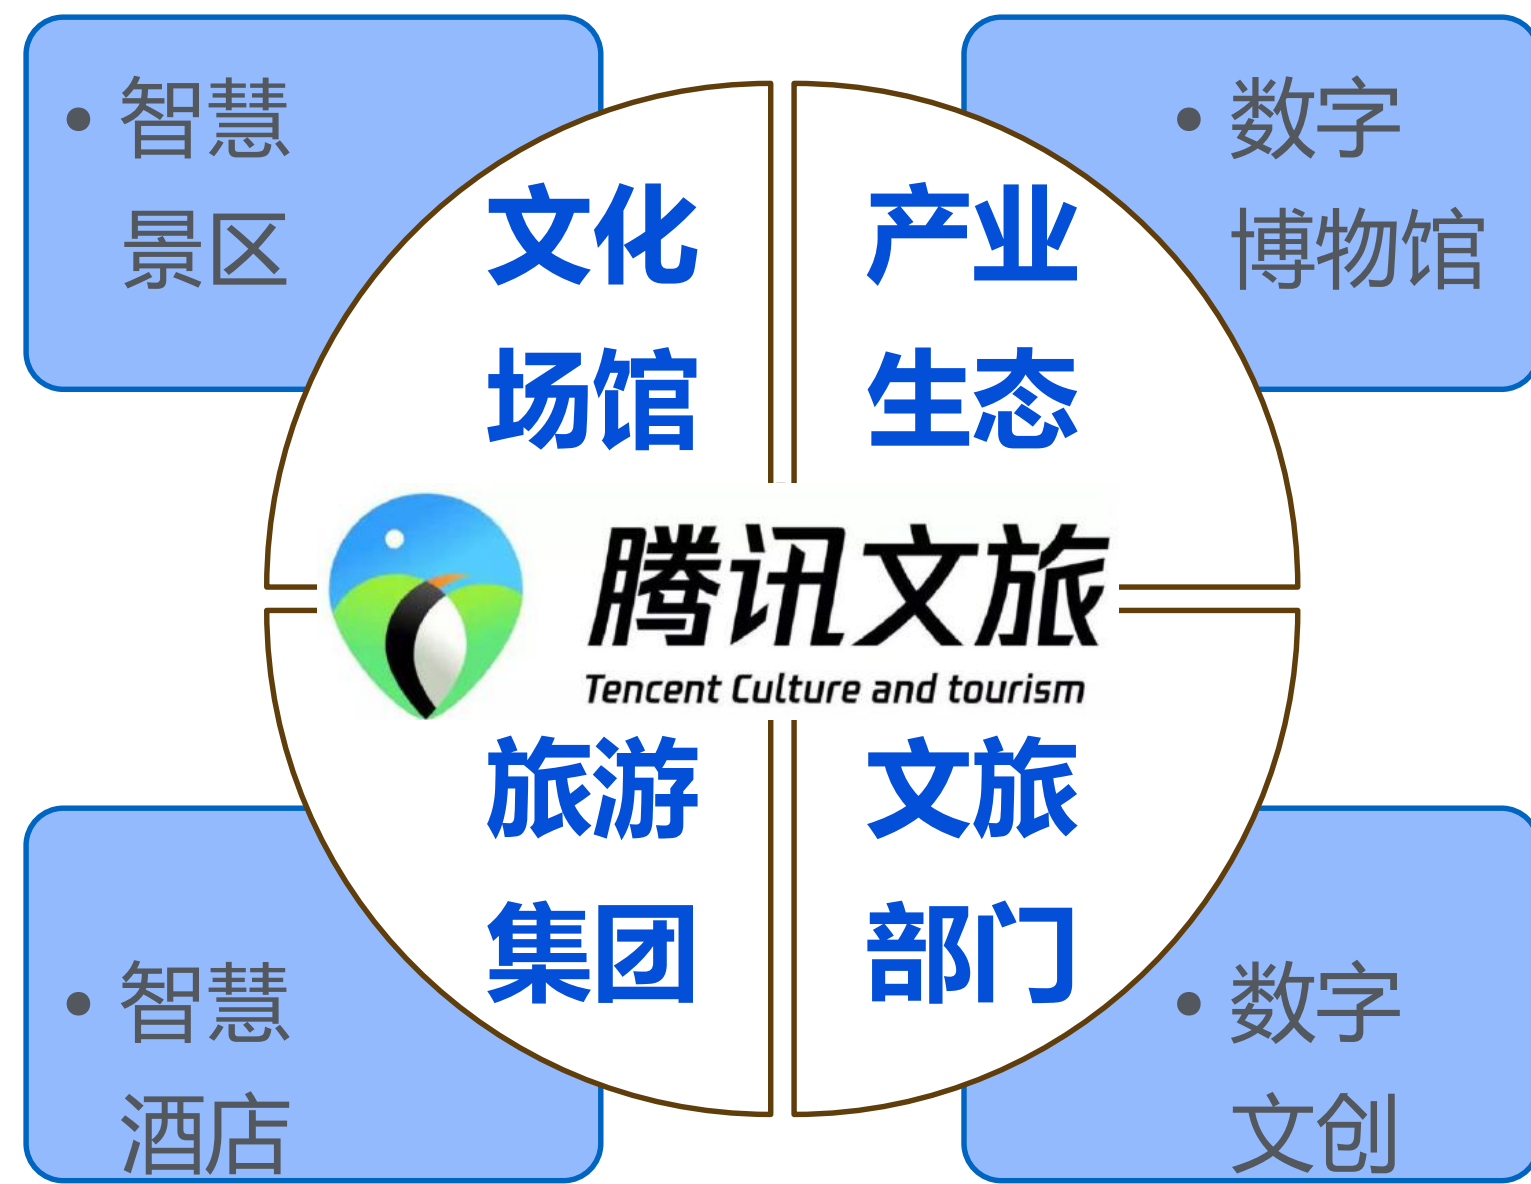 智慧
景区
数字
博物馆
文化
场馆
产业
生态
腾讯文旅
Tencent Culture and tourism
旅游
集团
文旅
部门
智慧
酒店
数字
文创